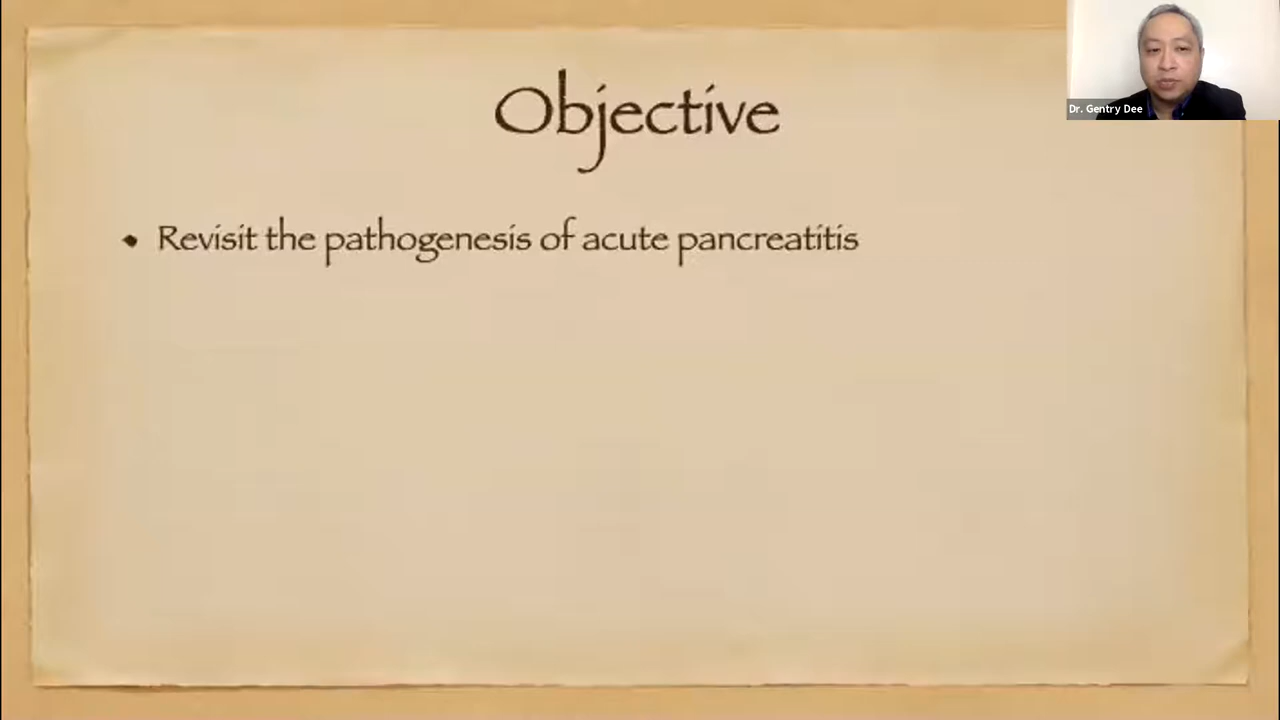 Objective
Dr. Gentry Dee
• Revisit the pathogenesis of acute pancreatitis